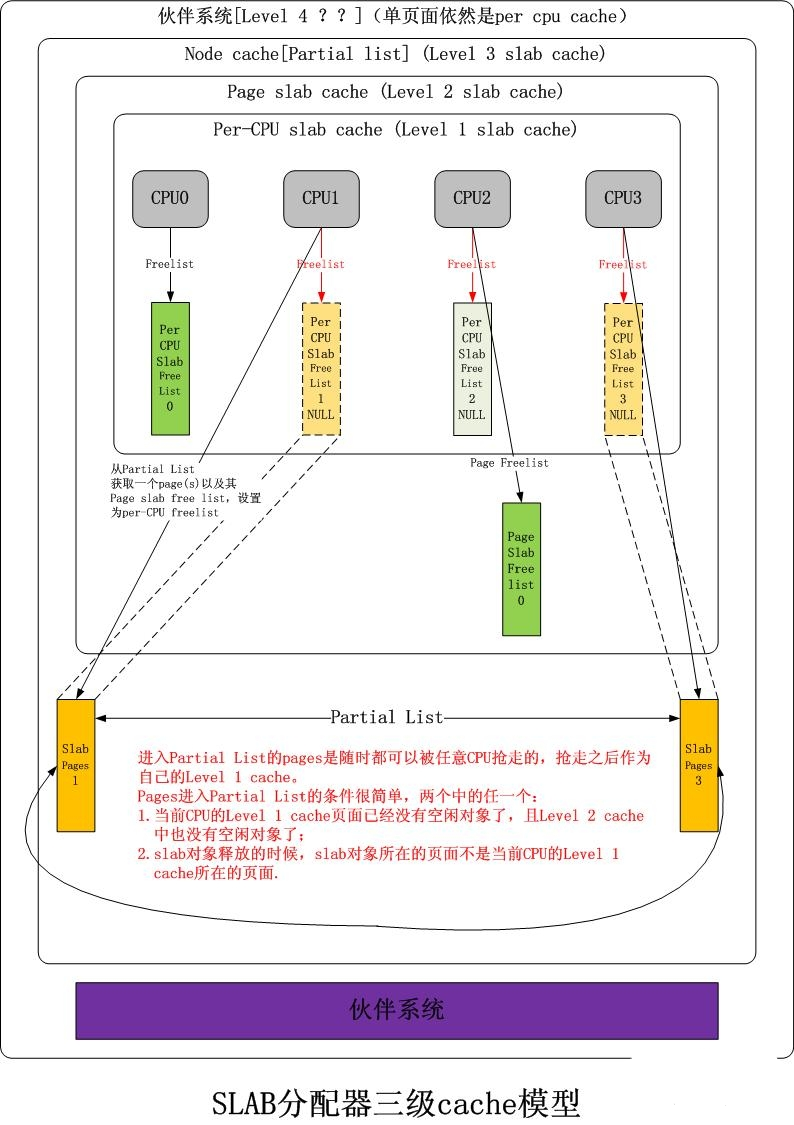 伙伴系统[Level 4 ？？]（单页面依然是per cpu cache）
Node cache[Partial list] (Level 3 slab cache)
Page slab cache (Level 2 slab cache)
Per-CPU slab cache (Level 1 slab cache)
CPU0
CPU1
CPU2
CPU3
Freelist
Freelist
Freelist
Freelist
Per
CPU
Slab
Free
List
0
Per
CPU
Slab
Free
List
1
NULL
Per
CPU
Slab
Free
List
2
NULL
Per
CPU
Slab
Free
List
3
NULL
从Partial List
获取一个page(s)以及其
Page slab free list，设置
为per-CPU freelist
Page Freelist
Page
Slab
Free
list
0
Partial List
Slab
Pages
1
Slab
Pages
3
进入Partial List的pages是随时都可以被任意CPU抢走的，抢走之后作为
自己的Level 1 cache。
Pages进入Partial List的条件很简单，两个中的任一个：
1.当前CPU的Level 1 cache页面已经没有空闲对象了，且Level 2 cache
中也没有空闲对象了；
2.slab对象释放的时候，slab对象所在的页面不是当前CPU的Level 1
cache所在的页面.
伙伴系统
SLAB分配器三级cache模型